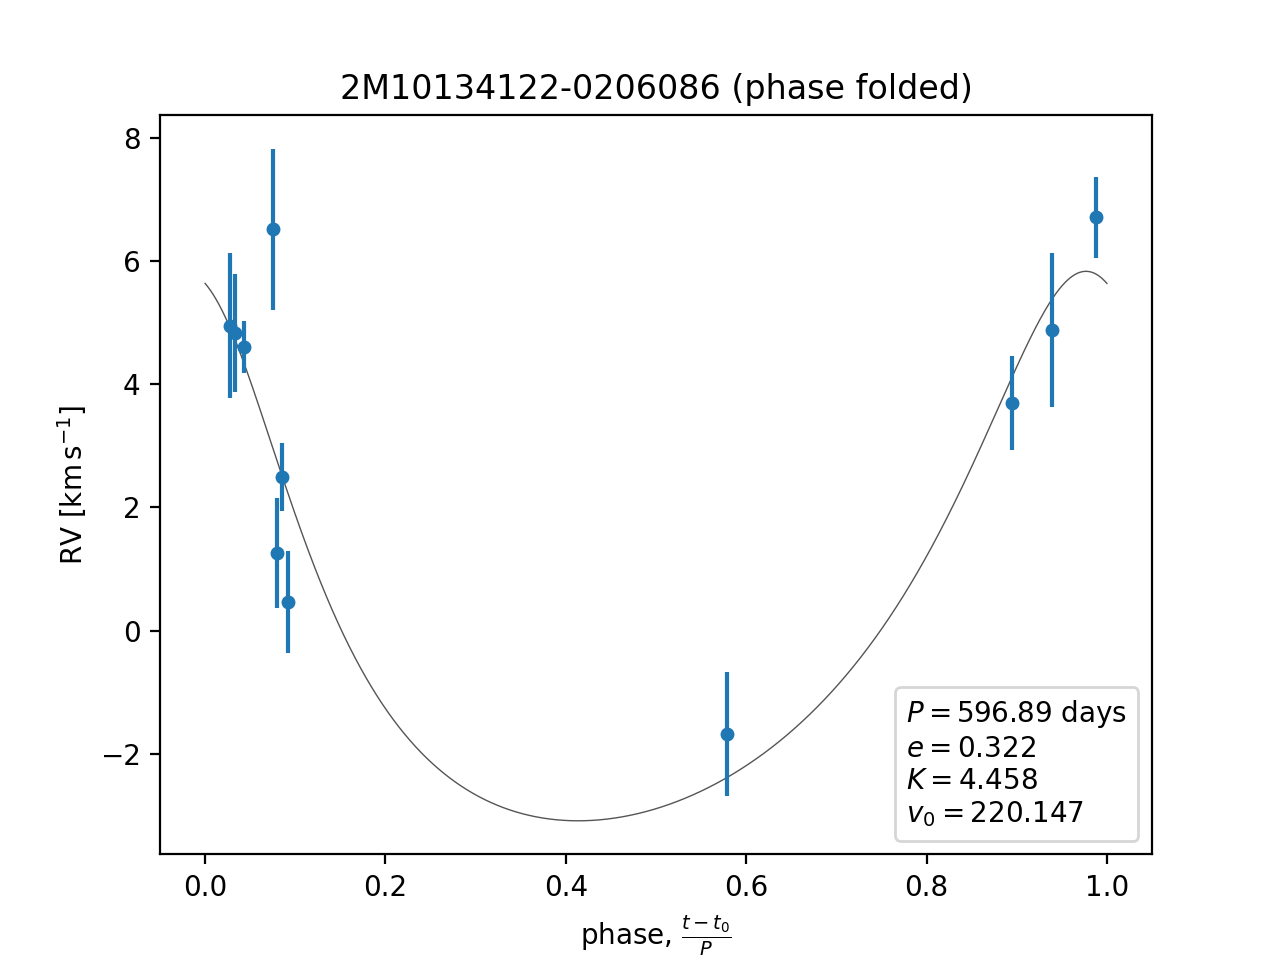 2M10134122-0206086 (phase folded)
8
6
4
2
0
−2
RV [km s⁻¹]
P = 596.89 days
e = 0.322
K = 4.458
v₀ = 220.147
0.0 0.2 0.4 0.6 0.8 1.0
phase, (t − t₀)/P